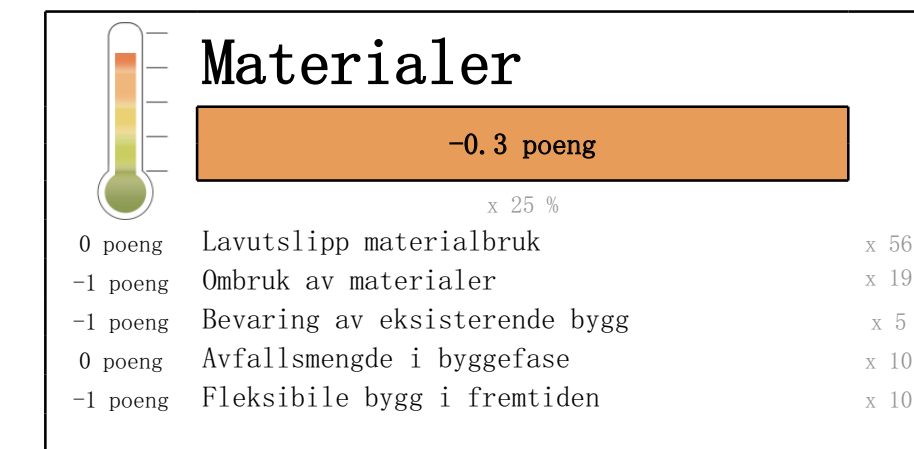 Materialer
-0.3 poeng
x 25 %
0 poeng Lavutslipp materialbruk x 56
-1 poeng Ombruk av materialer x 19
-1 poeng Bevaring av eksisterende bygg x 5
0 poeng Avfallsmengde i byggefase x 10
-1 poeng Fleksibile bygg i fremtiden x 10